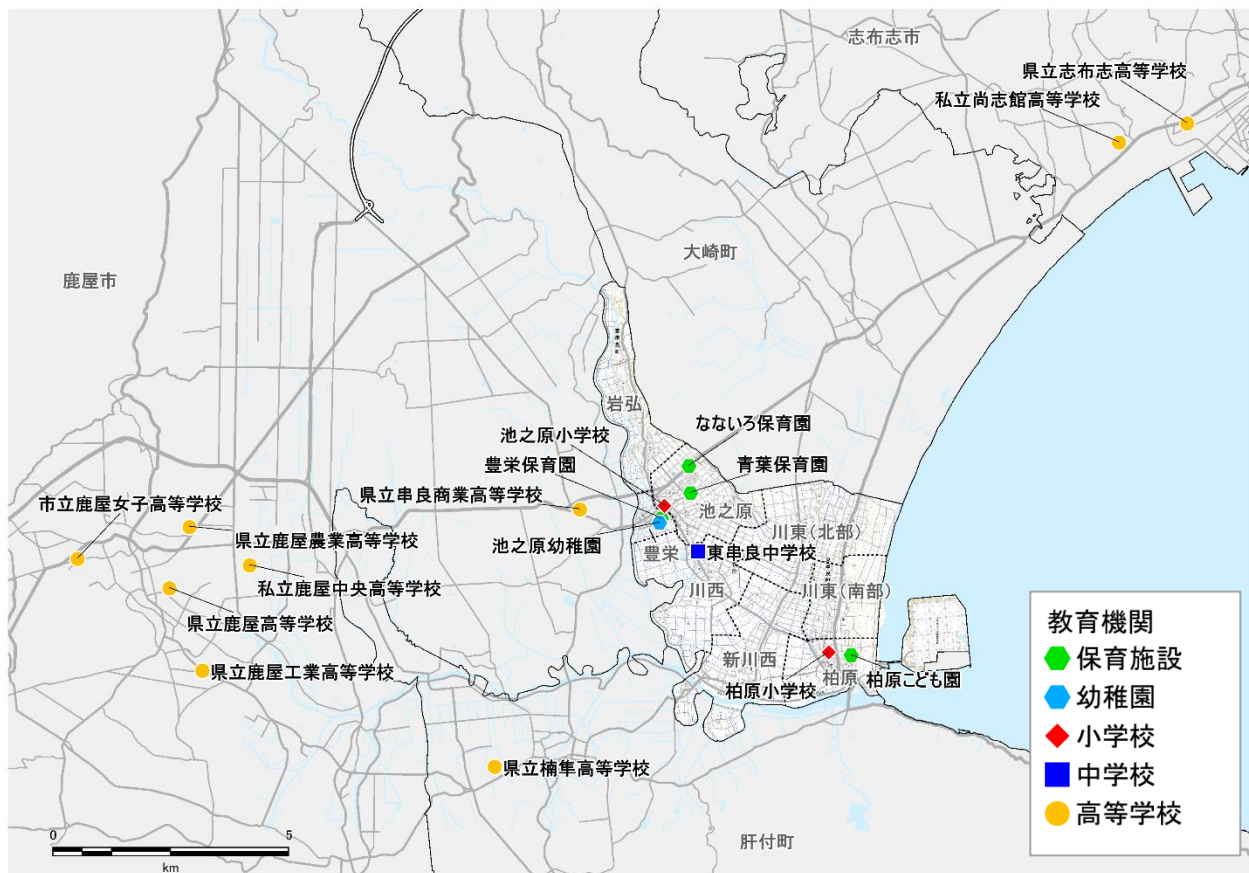 志布志市
県立志布志高等学校
私立尚志館高等学校
大崎町
鹿屋市
岩弘
なないろ保育園
池之原小学校
豊栄保育園
青葉保育園
県立串良商業高等学校
市立鹿屋女子高等学校
池之原
川東(北部)
県立鹿屋農業高等学校
池之原幼稚園
豊栄
東串良中学校
私立鹿屋中央高等学校
川西
川東(南部)
県立鹿屋高等学校
新川西
県立鹿屋工業高等学校
柏原
柏原こども園
柏原小学校
県立楠隼高等学校
肝付町
教育機関
保育施設
幼稚園
小学校
中学校
高等学校
0 5
km